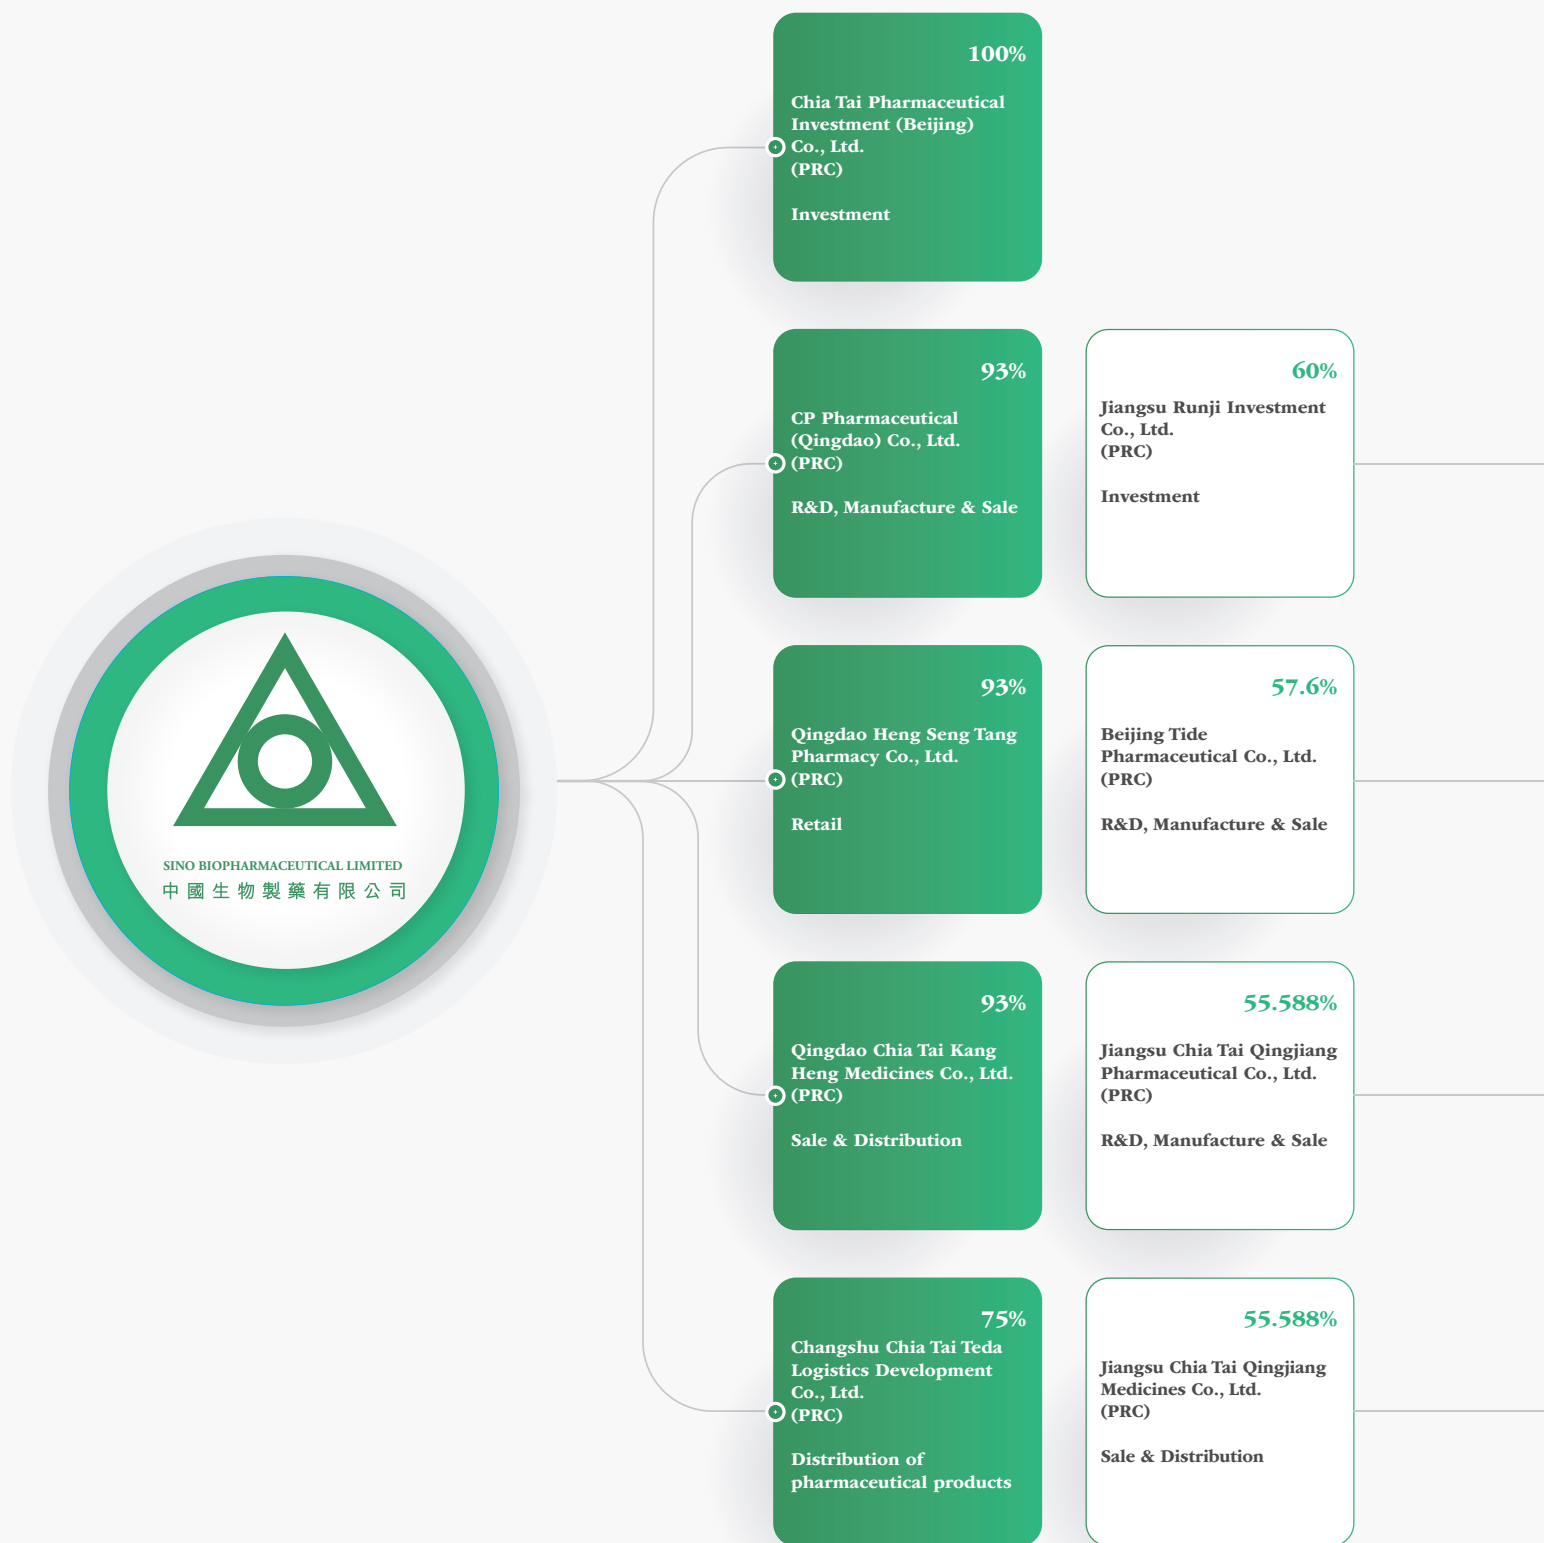 SINO BIOPHARMACEUTICAL LIMITED
中國生物製藥有限公司
100%
Chia Tai Pharmaceutical
Investment (Beijing)
Co., Ltd.
(PRC)
Investment
93%
CP Pharmaceutical
(Qingdao) Co., Ltd.
(PRC)
R&D, Manufacture & Sale
60%
Jiangsu Runji Investment
Co., Ltd.
(PRC)
Investment
93%
Qingdao Heng Seng Tang
Pharmacy Co., Ltd.
(PRC)
Retail
57.6%
Beijing Tide
Pharmaceutical Co., Ltd.
(PRC)
R&D, Manufacture & Sale
93%
Qingdao Chia Tai Kang
Heng Medicines Co., Ltd.
(PRC)
Sale & Distribution
55.588%
Jiangsu Chia Tai Qingjiang
Pharmaceutical Co., Ltd.
(PRC)
R&D, Manufacture & Sale
75%
Changshu Chia Tai Teda
Logistics Development
Co., Ltd.
(PRC)
Distribution of
pharmaceutical products
55.588%
Jiangsu Chia Tai Qingjiang
Medicines Co., Ltd.
(PRC)
Sale & Distribution